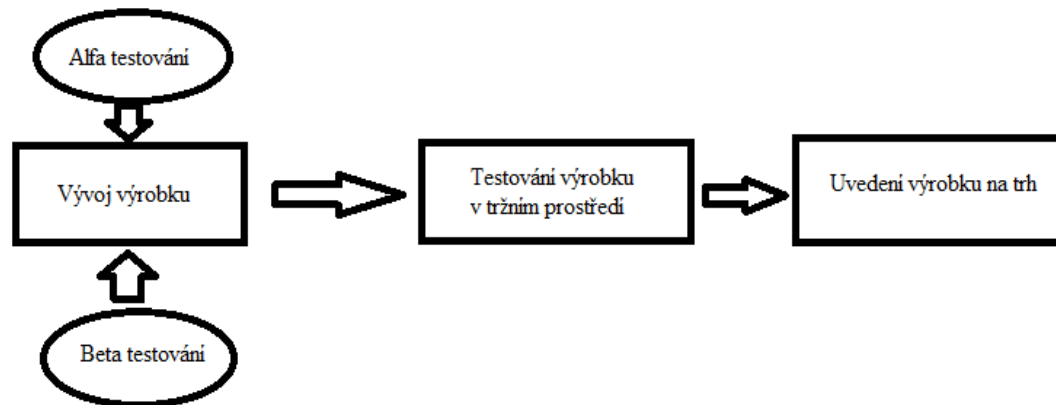 Alfa testování
Vývoj výrobku
Testování výrobku
v tržním prostředí
Uvedení výrobku na trh
Beta testování